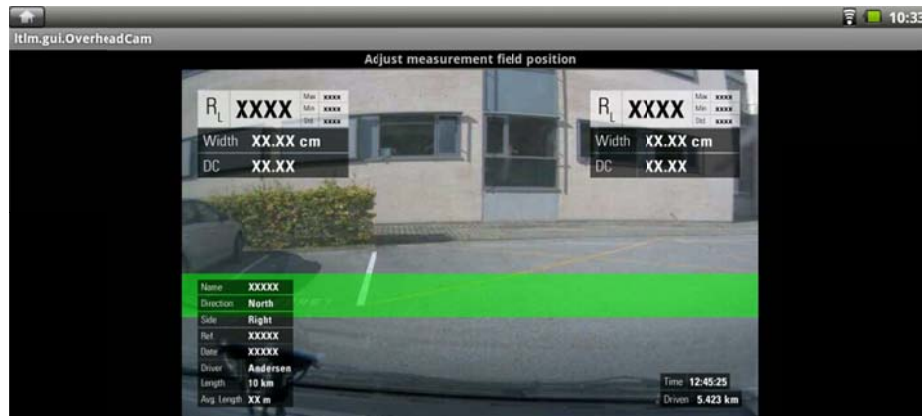 10:33
ltlm.gui.OverheadCam
Adjust measurement field position
RL XXXX Max xxxx
Min xxxx
Std xxxx
Width XX.XX cm
DC XX.XX
RL XXXX Max xxxx
Min xxxx
Std xxxx
Width XX.XX cm
DC XX.XX
Name XXXXX
Direction North
Side Right
Ref XXXXX
Date XXXXX
Driver Andersen
Length 10 km
Avg. Length XX m
Time 12:45:25
Driven 5.423 km